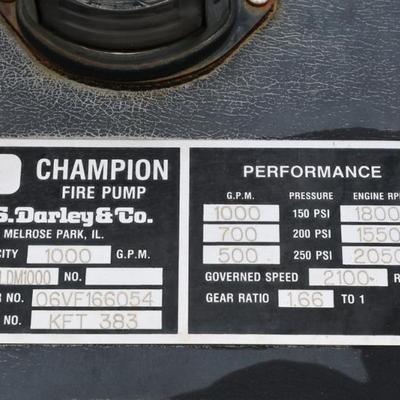 CHAMPION
FIRE PUMP
S. Darley & Co.
MELROSE PARK, IL.
CITY 1000 G.P.M.
LDM1000 NO.
R NO. 06VF166054
NO. KFT 383
PERFORMANCE
G.P.M. PRESSURE ENGINE RP
1000 150 PSI 1800
700 200 PSI 1550
500 250 PSI 2050
GOVERNED SPEED 2100 R
GEAR RATIO 1.66 TO 1